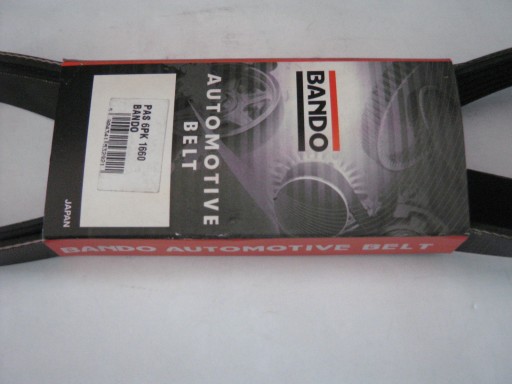 BANDO
AUTOMOTIVE
BELT
PAS 6PK 1660
BANDO
JAPAN
BANDO AUTOMOTIVE BELT